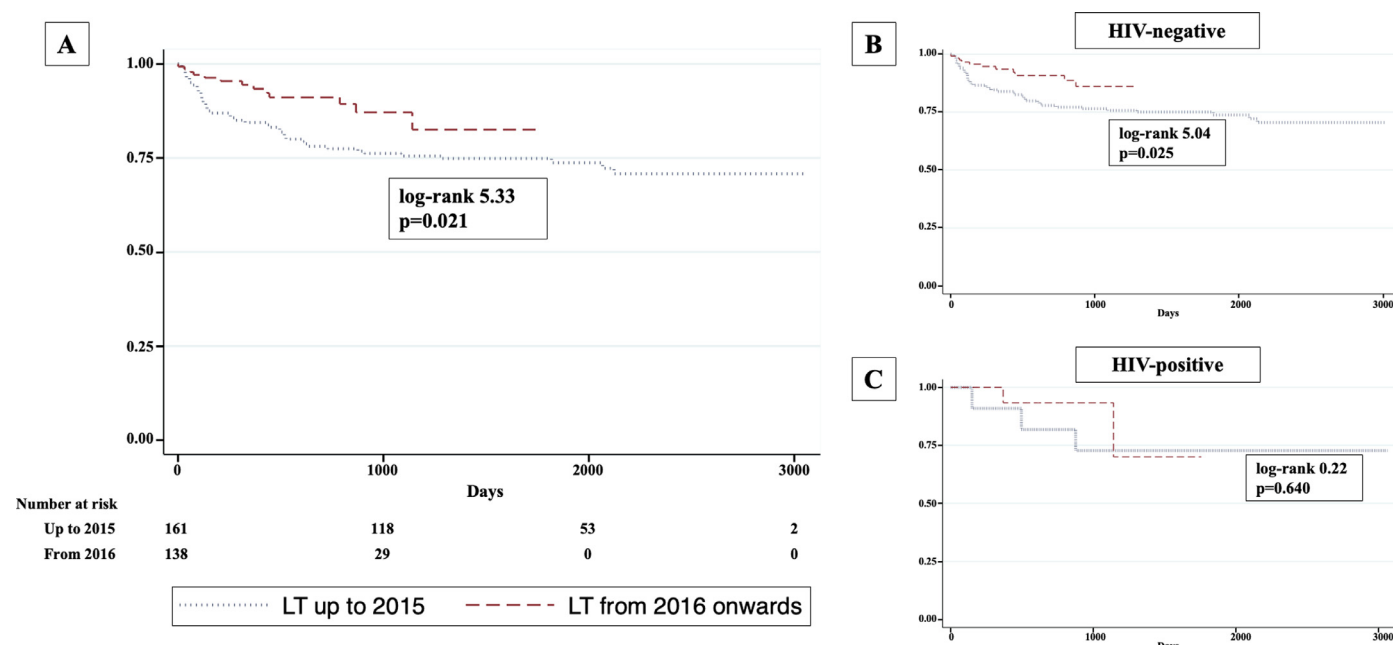 A
1.00
0.75
0.50
0.25
0.00
log-rank 5.33
p=0.021
0 1000 2000 3000
Days
Number at risk
Up to 2015 161 118 53 2
From 2016 138 29 0 0
LT up to 2015 LT from 2016 onwards
B
HIV-negative
1.00
0.75
0.50
0.25
0.00
log-rank 5.04
p=0.025
0 1000 2000 3000
Days
C
HIV-positive
1.00
0.75
0.50
0.25
0.00
log-rank 0.22
p=0.640
0 1000 2000 3000
Days